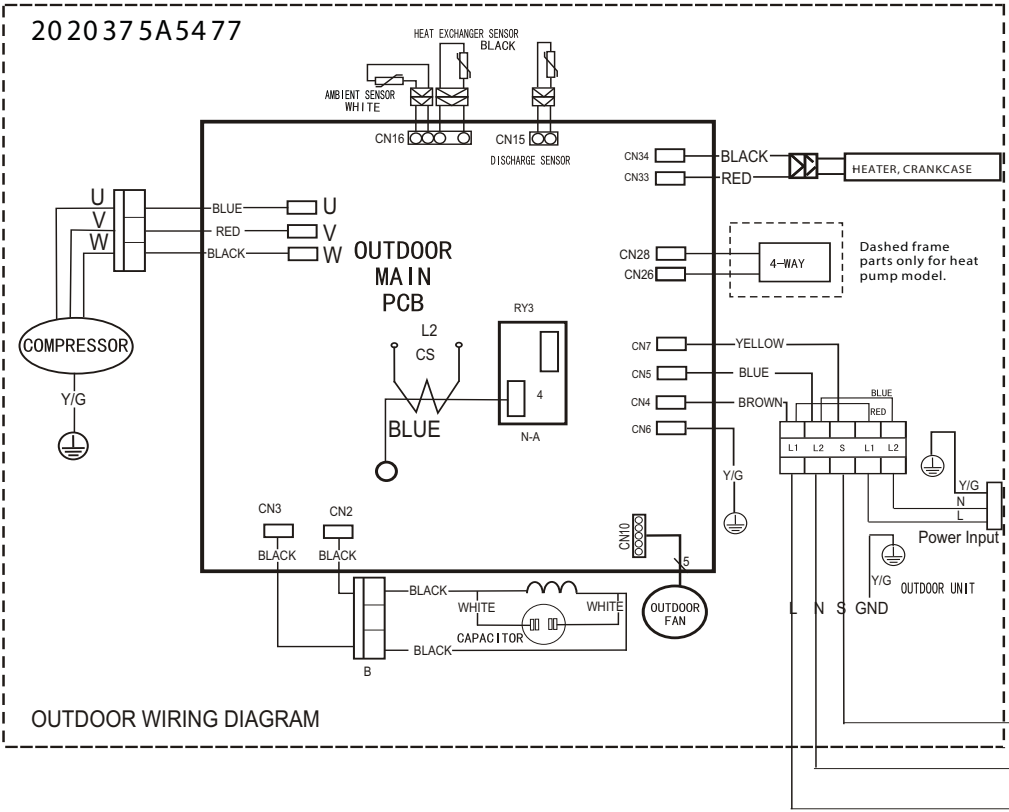 2020375A5477
HEAT EXCHANGER SENSOR
BLACK
AMBIENT SENSOR
WHITE
CN16
CN15
DISCHARGE SENSOR
CN34
BLACK
CN33
RED
HEATER, CRANKCASE
U
V
W
BLUE
RED
BLACK
U
V
W
OUTDOOR
MAIN
PCB
CN28
CN26
4-WAY
Dashed frame
parts only for heat
pump model.
RY3
L2
CS
4
N-A
BLUE
COMPRESSOR
Y/G
CN7
YELLOW
CN5
BLUE
CN4
BROWN
CN6
BLUE
RED
L1 L2 S L1 L2
Y/G
Y/G
N
L
Power Input
Y/G
OUTDOOR UNIT
L N S GND
CN3
CN2
BLACK
BLACK
CN10
5
OUTDOOR
FAN
BLACK
WHITE
WHITE
CAPACITOR
BLACK
B
OUTDOOR WIRING DIAGRAM